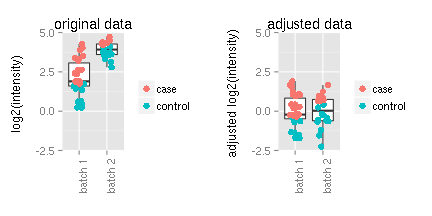 original data
log2(intensity)
5.0
2.5
0.0
-2.5
batch 1
batch 2
case
control
adjusted data
adjusted log2(intensity)
5.0
2.5
0.0
-2.5
batch 1
batch 2
case
control